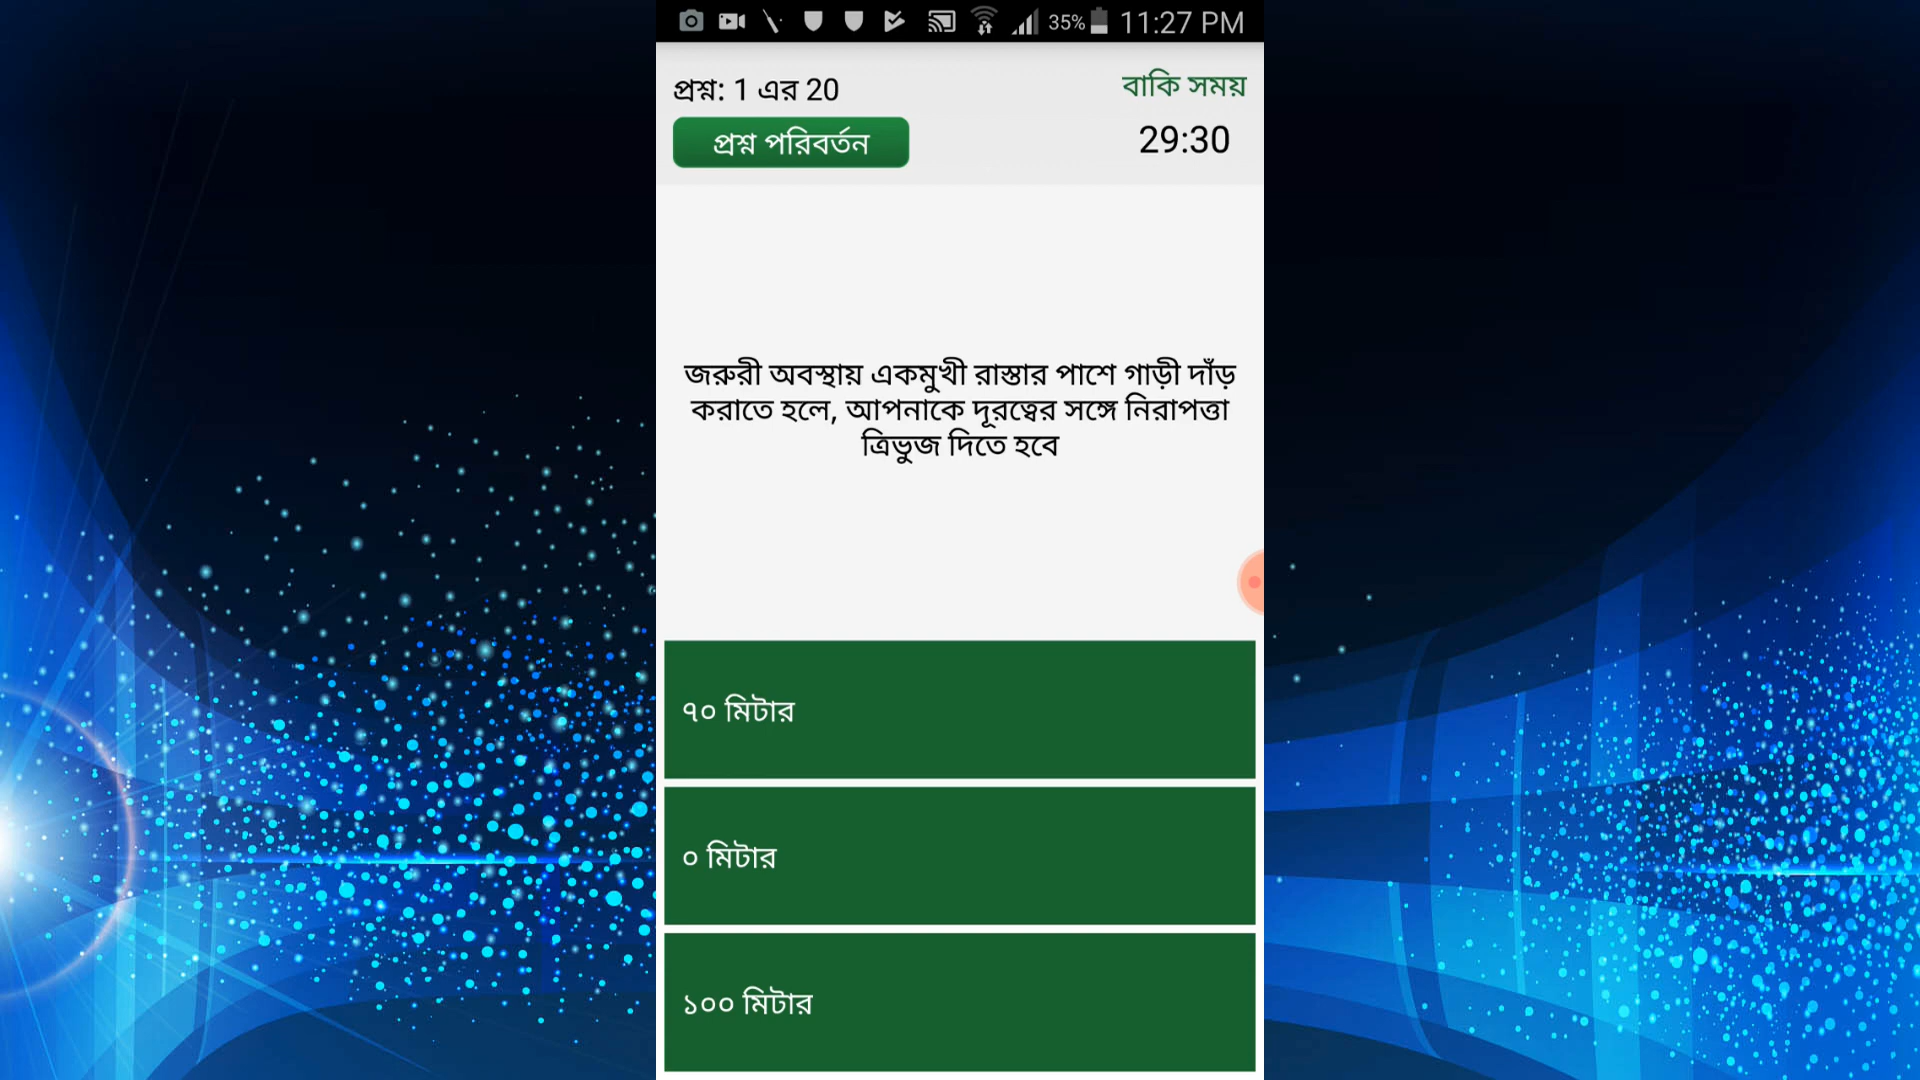 35% 11:27 PM
প্রশ্ন: 1 এর 20
বাকি সময়
প্রশ্ন পরিবর্তন
29:30
জরুরী অবস্থায় একমুখী রাস্তার পাশে গাড়ী দাঁড়
করাতে হলে, আপনাকে দূরত্বের সঙ্গে নিরাপত্তা
ত্রিভুজ দিতে হবে
৭০ মিটার
০ মিটার
১০০ মিটার